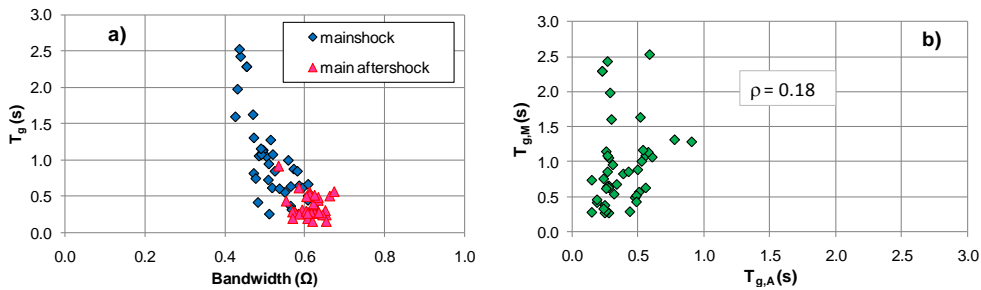 a)
mainshock
main aftershock
3.0
2.5
2.0
1.5
1.0
0.5
0.0
Tg (s)
0.0 0.2 0.4 0.6 0.8 1.0
Bandwidth (Ω)
b)
ρ = 0.18
3.0
2.5
2.0
1.5
1.0
0.5
0.0
Tg,M (s)
0.0 0.5 1.0 1.5 2.0 2.5 3.0
Tg,A (s)